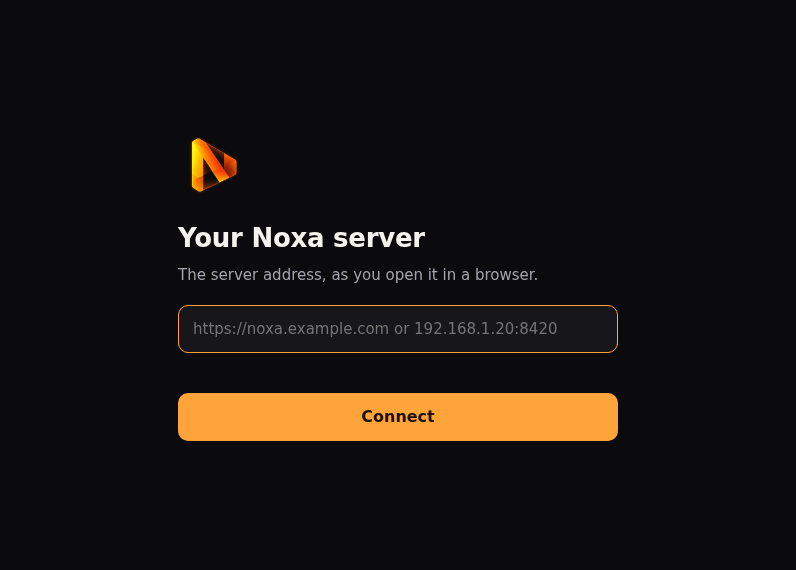 Your Noxa server
The server address, as you open it in a browser.
https://noxa.example.com or 192.168.1.20:8420
Connect